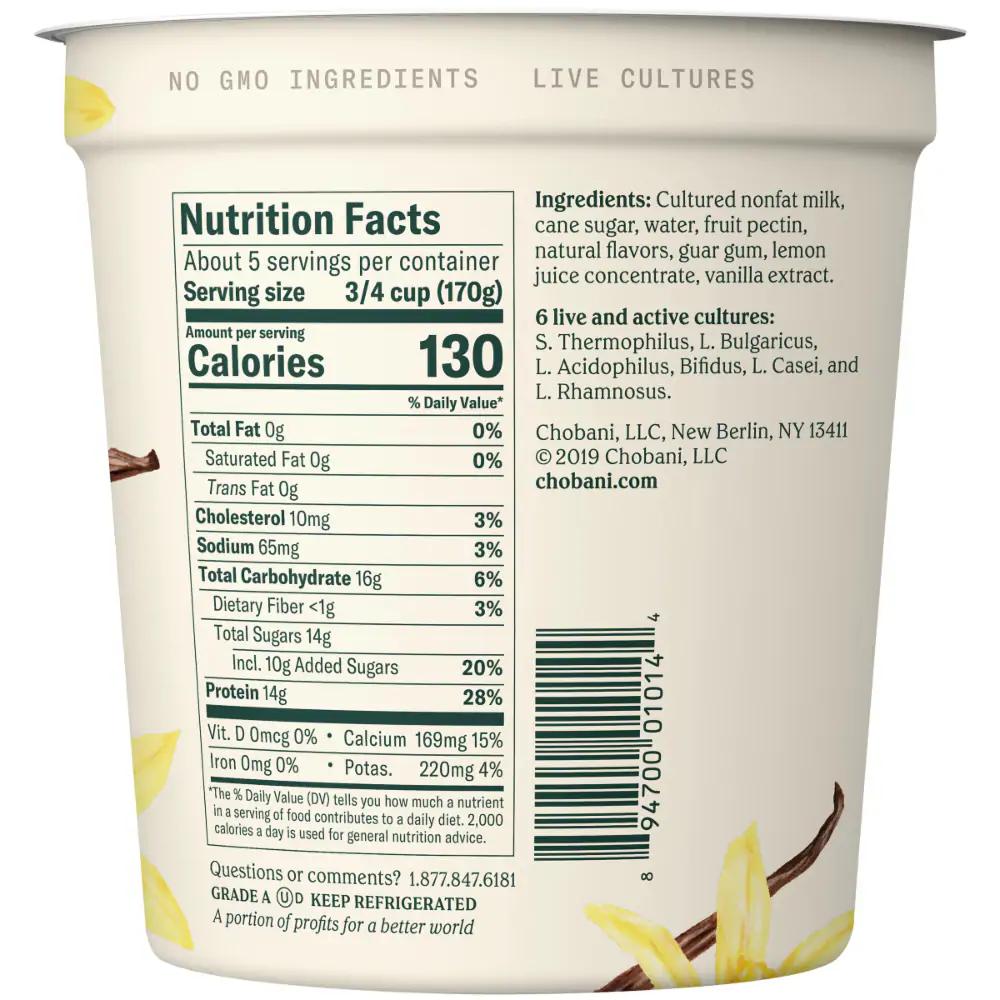 NO GMO INGREDIENTS LIVE CULTURES
Nutrition Facts
About 5 servings per container
Serving size 3/4 cup (170g)
Amount per serving
Calories 130
% Daily Value*
Total Fat 0g 0%
Saturated Fat 0g 0%
Trans Fat 0g
Cholesterol 10mg 3%
Sodium 65mg 3%
Total Carbohydrate 16g 6%
Dietary Fiber <1g 3%
Total Sugars 14g
Incl. 10g Added Sugars 20%
Protein 14g 28%
Vit. D 0mcg 0% • Calcium 169mg 15%
Iron 0mg 0% • Potas. 220mg 4%
*The % Daily Value (DV) tells you how much a nutrient
in a serving of food contributes to a daily diet. 2,000
calories a day is used for general nutrition advice.
Questions or comments? 1.877.847.6181
GRADE A Ⓤ D KEEP REFRIGERATED
A portion of profits for a better world
Ingredients: Cultured nonfat milk,
cane sugar, water, fruit pectin,
natural flavors, guar gum, lemon
juice concentrate, vanilla extract.
6 live and active cultures:
S. Thermophilus, L. Bulgaricus,
L. Acidophilus, Bifidus, L. Casei, and
L. Rhamnosus.
Chobani, LLC, New Berlin, NY 13411
© 2019 Chobani, LLC
chobani.com
8 94700 01014 4